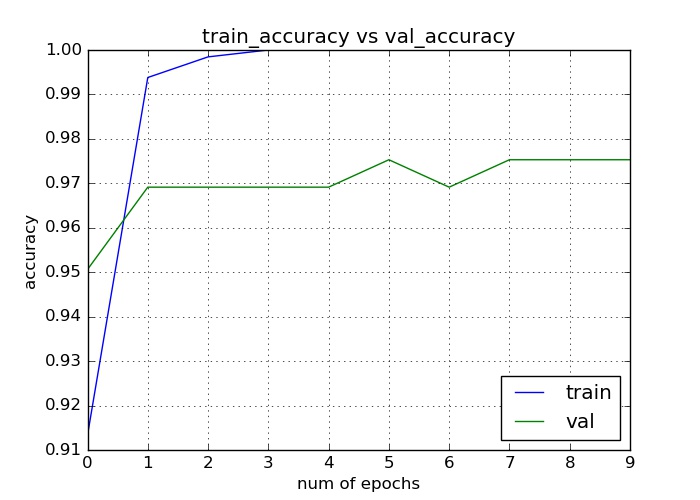 train_accuracy vs val_accuracy
1.00
0.99
0.98
0.97
0.96
0.95
0.94
0.93
0.92
0.91
accuracy
train
val
0 1 2 3 4 5 6 7 8 9
num of epochs